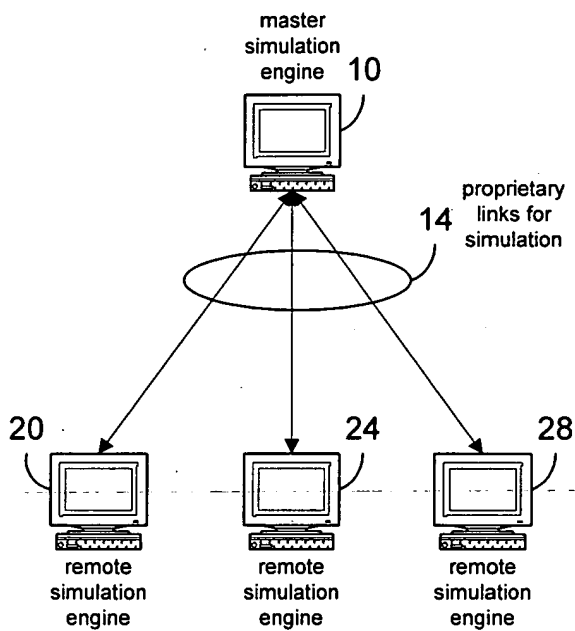 master
simulation
engine
10
proprietary
links for
simulation
14
20
24
28
remote
simulation
engine
remote
simulation
engine
remote
simulation
engine